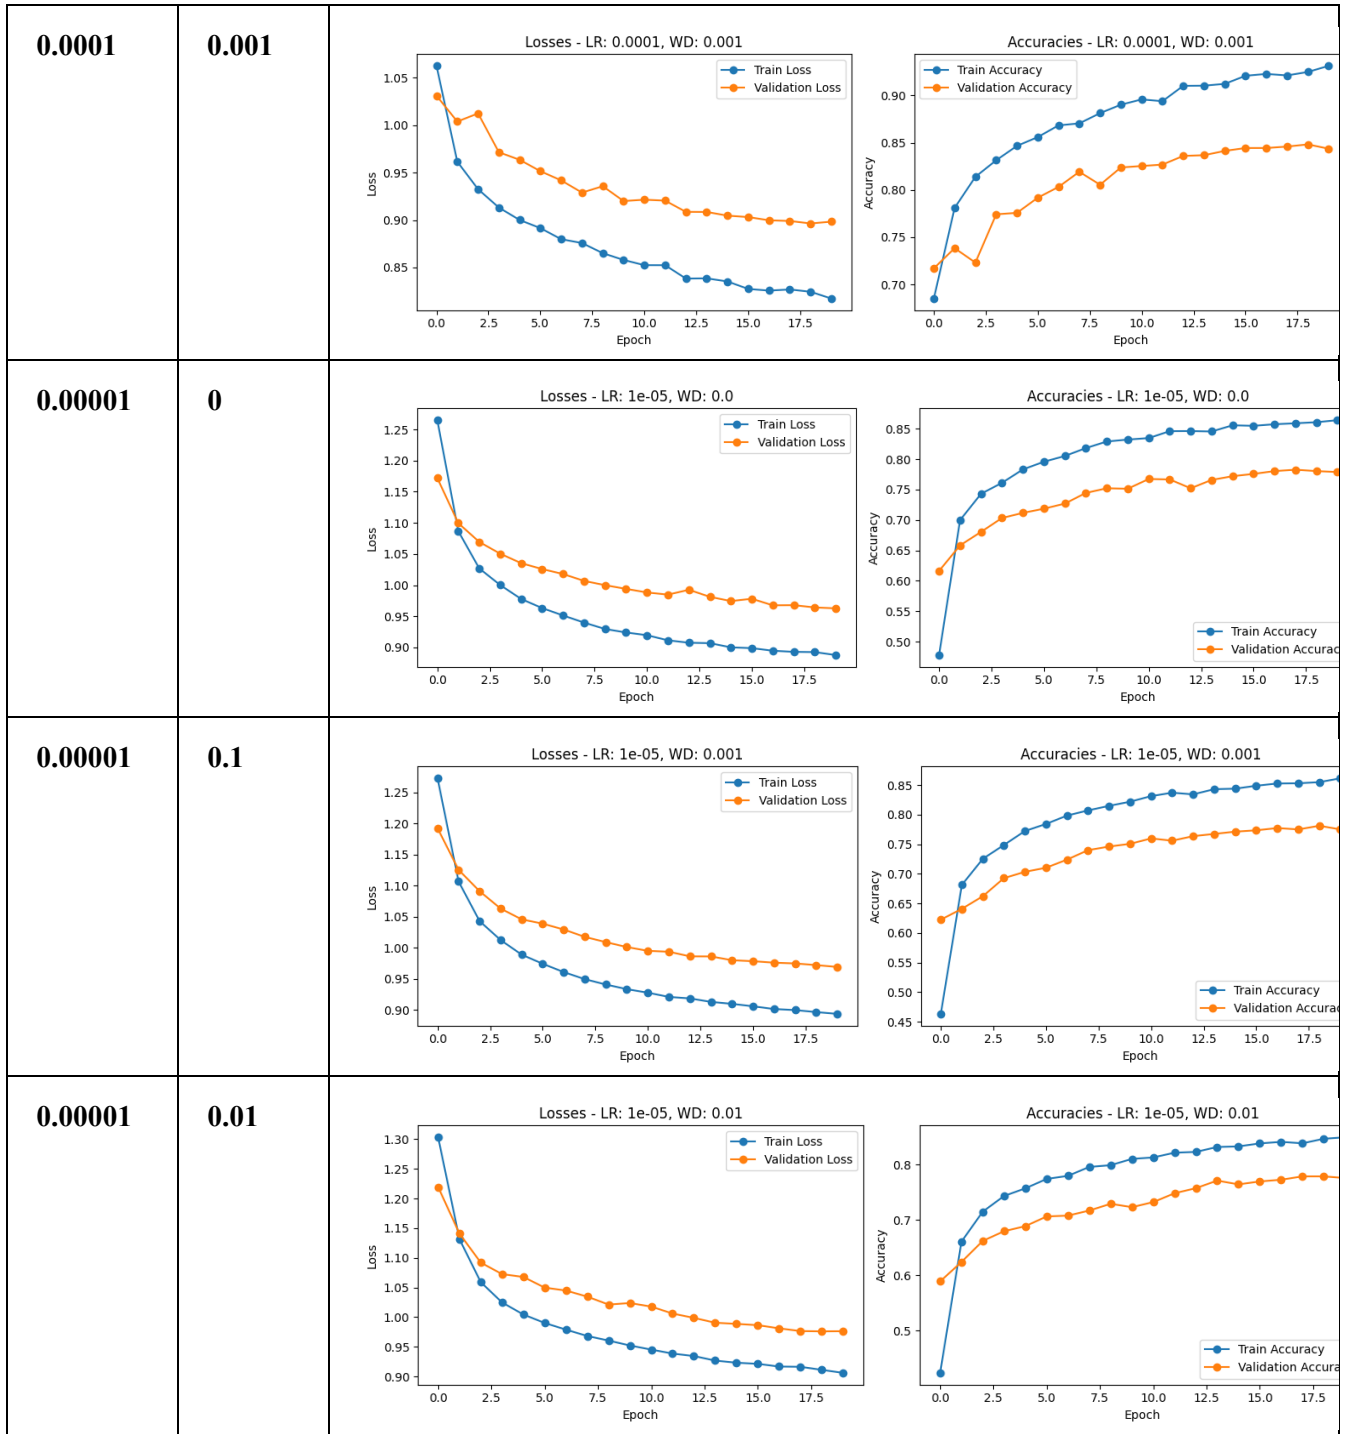 0.0001
0.001
Losses - LR: 0.0001, WD: 0.001
Train Loss
Validation Loss
1.05
1.00
0.95
0.90
0.85
Loss
0.0 2.5 5.0 7.5 10.0 12.5 15.0 17.5
Epoch
Accuracies - LR: 0.0001, WD: 0.001
Train Accuracy
Validation Accuracy
0.90
0.85
0.80
0.75
0.70
Accuracy
0.0 2.5 5.0 7.5 10.0 12.5 15.0 17.5
Epoch
0.00001
0
Losses - LR: 1e-05, WD: 0.0
Train Loss
Validation Loss
1.25
1.20
1.15
1.10
1.05
1.00
0.95
0.90
Loss
0.0 2.5 5.0 7.5 10.0 12.5 15.0 17.5
Epoch
Accuracies - LR: 1e-05, WD: 0.0
0.85
0.80
0.75
0.70
0.65
0.60
0.55
0.50
Accuracy
Train Accuracy
Validation Accurac
0.0 2.5 5.0 7.5 10.0 12.5 15.0 17.5
Epoch
0.00001
0.1
Losses - LR: 1e-05, WD: 0.001
Train Loss
Validation Loss
1.25
1.20
1.15
1.10
1.05
1.00
0.95
0.90
Loss
0.0 2.5 5.0 7.5 10.0 12.5 15.0 17.5
Epoch
Accuracies - LR: 1e-05, WD: 0.001
0.85
0.80
0.75
0.70
0.65
0.60
0.55
0.50
0.45
Accuracy
Train Accuracy
Validation Accurac
0.0 2.5 5.0 7.5 10.0 12.5 15.0 17.5
Epoch
0.00001
0.01
Losses - LR: 1e-05, WD: 0.01
Train Loss
Validation Loss
1.30
1.25
1.20
1.15
1.10
1.05
1.00
0.95
0.90
Loss
0.0 2.5 5.0 7.5 10.0 12.5 15.0 17.5
Epoch
Accuracies - LR: 1e-05, WD: 0.01
0.8
0.7
0.6
0.5
Accuracy
Train Accuracy
Validation Accura
0.0 2.5 5.0 7.5 10.0 12.5 15.0 17.5
Epoch